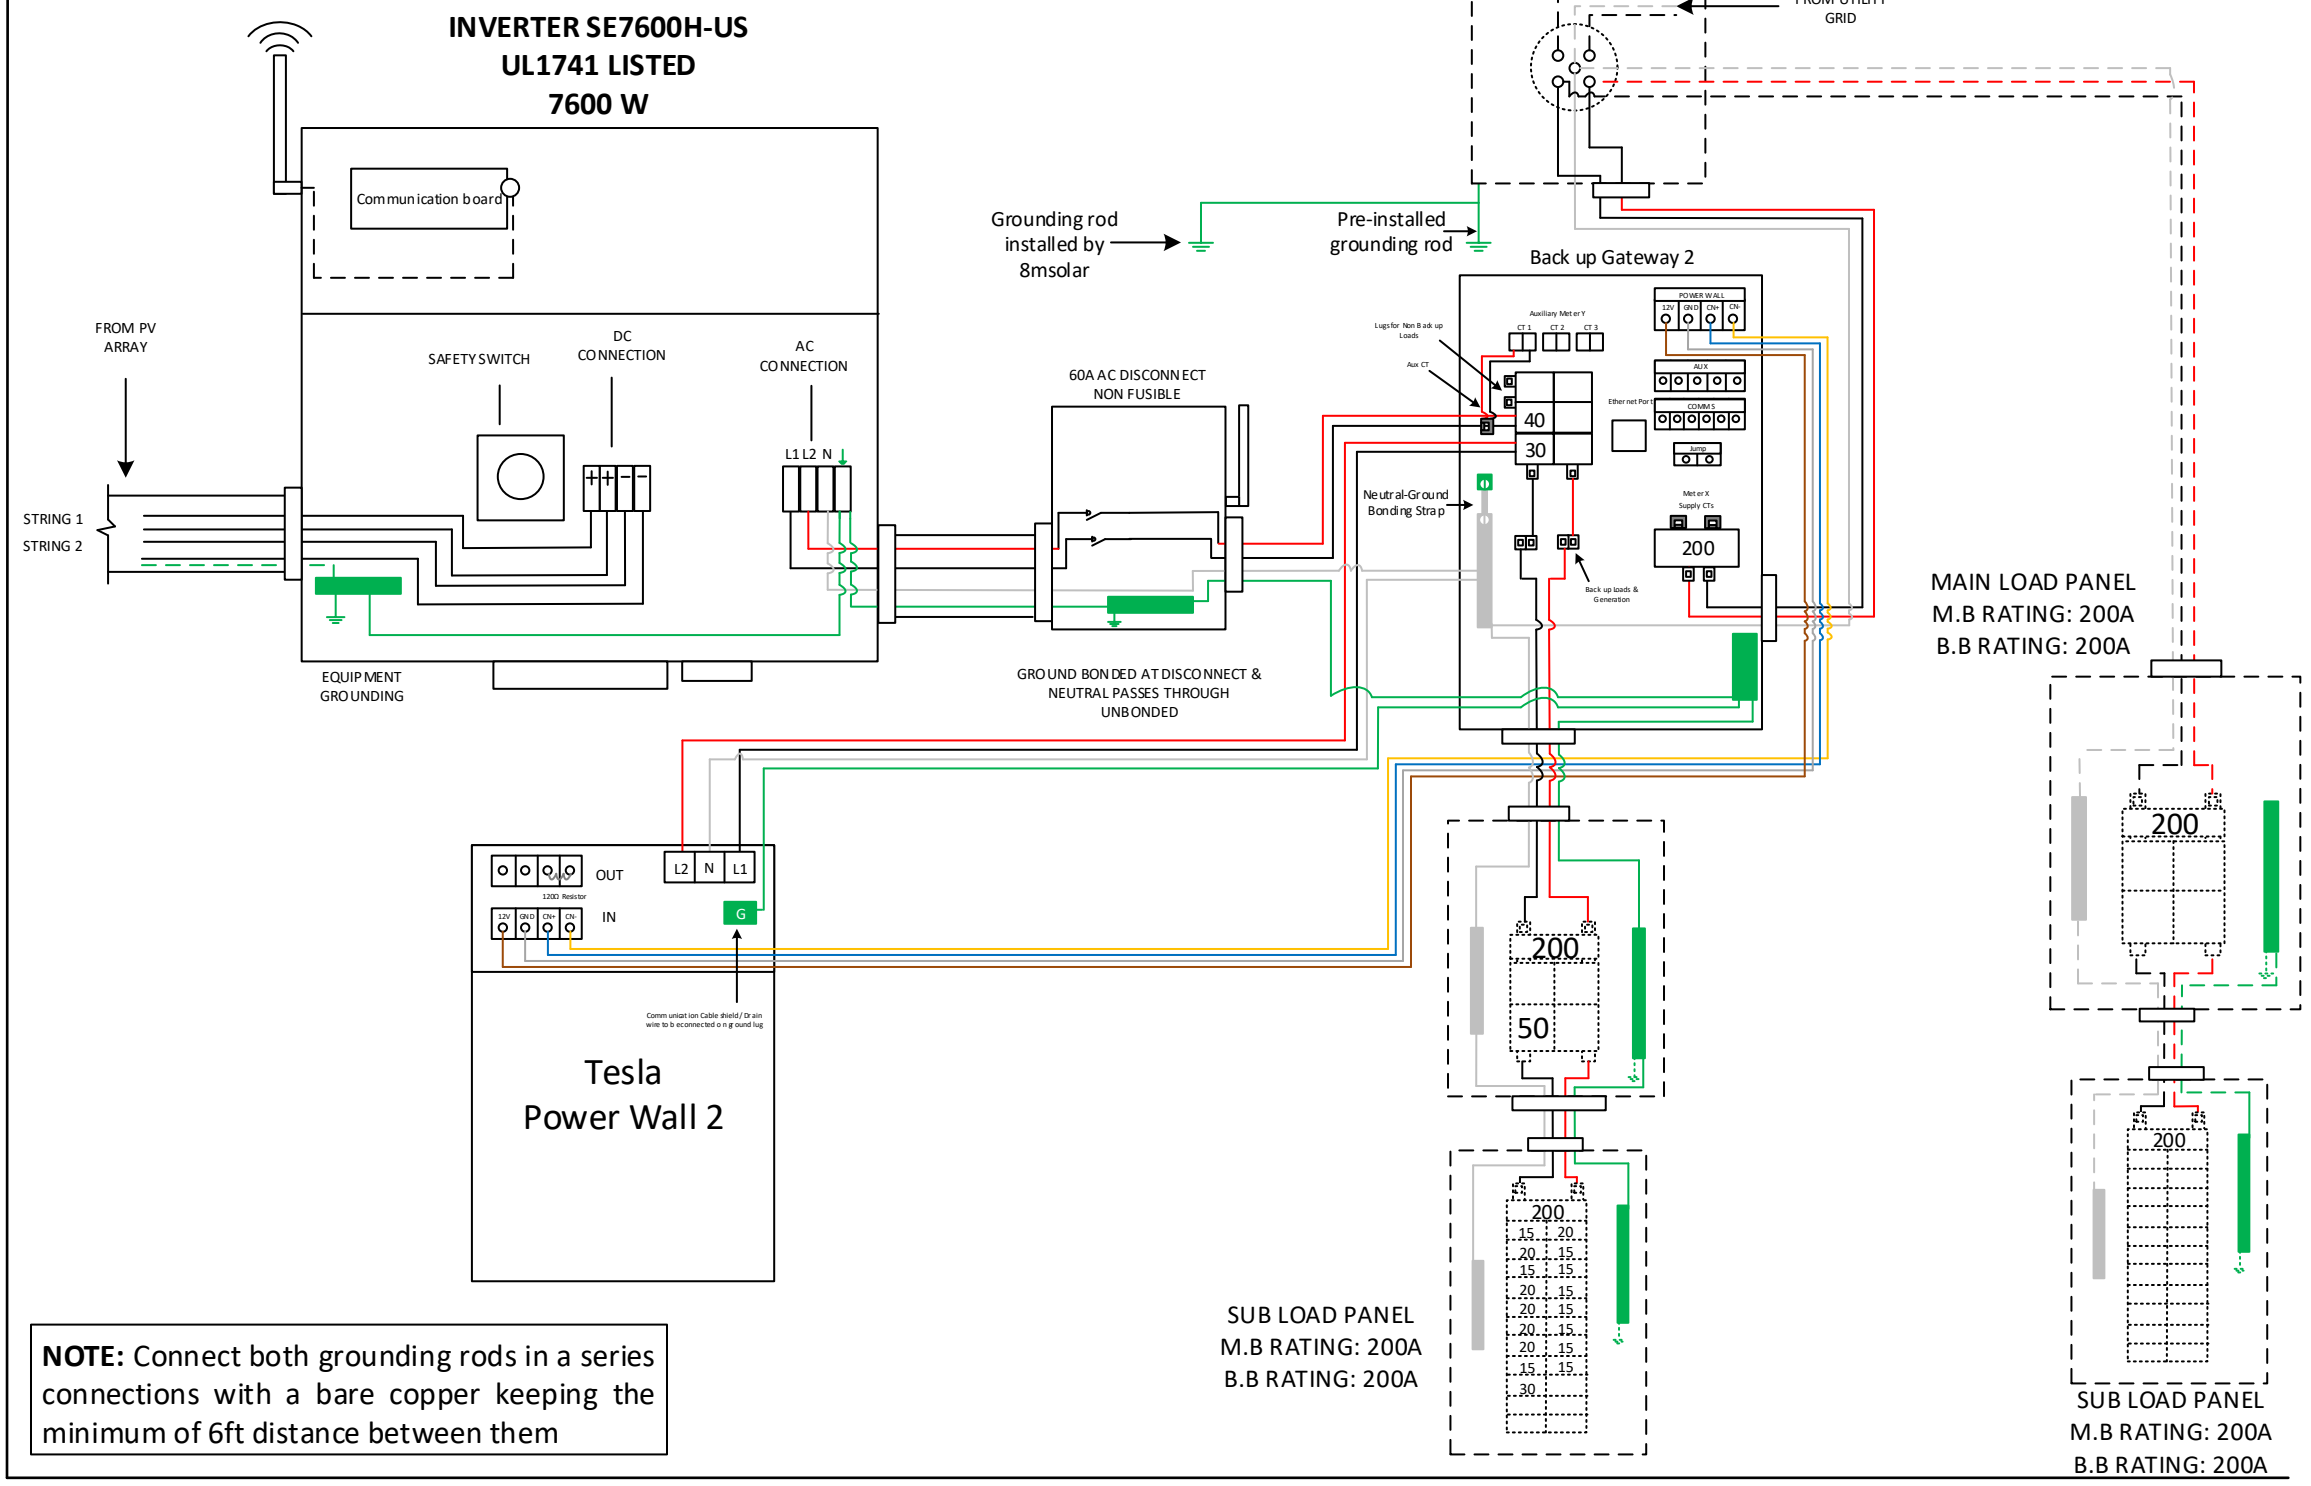 INVERTER SE7600H-US
UL1741 LISTED
7600 W
FROM UTILITY
GRID
Communication board
Grounding rod
installed by
8msolar
Pre-installed
grounding rod
Back up Gateway 2
FROM PV
ARRAY
SAFETY SWITCH
DC
CONNECTION
AC
CONNECTION
L1 L2 N
STRING 1
STRING 2
EQUIPMENT
GROUNDING
60A AC DISCONNECT
NON FUSIBLE
GROUND BONDED AT DISCONNECT &
NEUTRAL PASSES THROUGH
UNBONDED
Lugs for Non Back up
Loads
Aux CT
Auxiliary Meter Y
CT 1 CT 2 CT 3
POWER WALL
12V GND CN+ CN-
AUX
Ethernet Port
COMMS
Jump
40
30
Neutral-Ground
Bonding Strap
Meter X
Supply CTs
200
Back up loads &
Generation
MAIN LOAD PANEL
M.B RATING: 200A
B.B RATING: 200A
200
L2 N L1
OUT
120Ω Resistor
IN
12V GND CN+ CN-
G
Communication Cable shield/Drain
wire to be connected on ground lug
Tesla
Power Wall 2
200
50
200
15 20
20 15
15 15
20 15
20 15
20 15
20 15
15 15
30
SUB LOAD PANEL
M.B RATING: 200A
B.B RATING: 200A
200
SUB LOAD PANEL
M.B RATING: 200A
B.B RATING: 200A
NOTE: Connect both grounding rods in a series
connections with a bare copper keeping the
minimum of 6ft distance between them